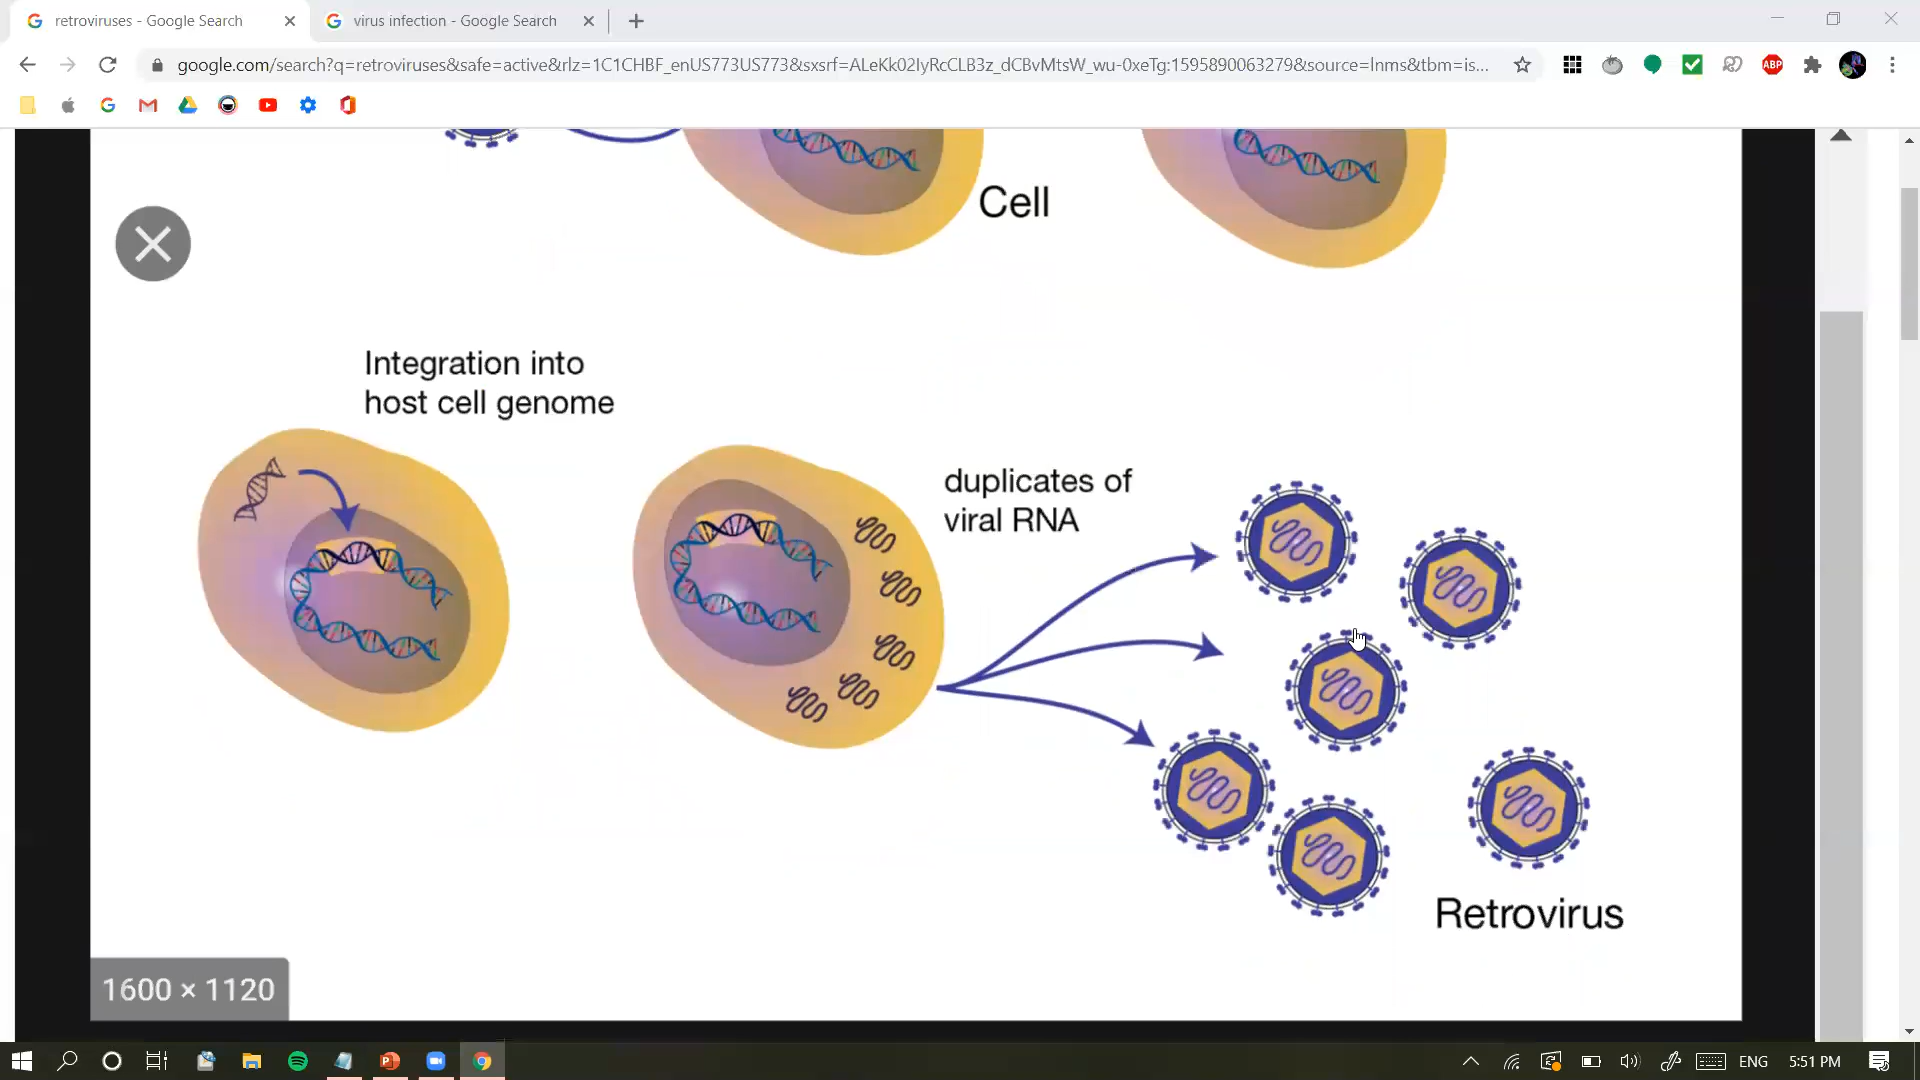 retroviruses - Google Search
virus infection - Google Search
google.com/search?q=retroviruses&safe=active&rlz=1C1CHBF_enUS773US773&sxsrf=ALeKk02IyRcCLB3z_dCBvMtsW_wu-0xeTg:1595890063279&source=lnms&tbm=is...
ABP
Cell
Integration into
host cell genome
duplicates of
viral RNA
Retrovirus
1600 × 1120
ENG
5:51 PM